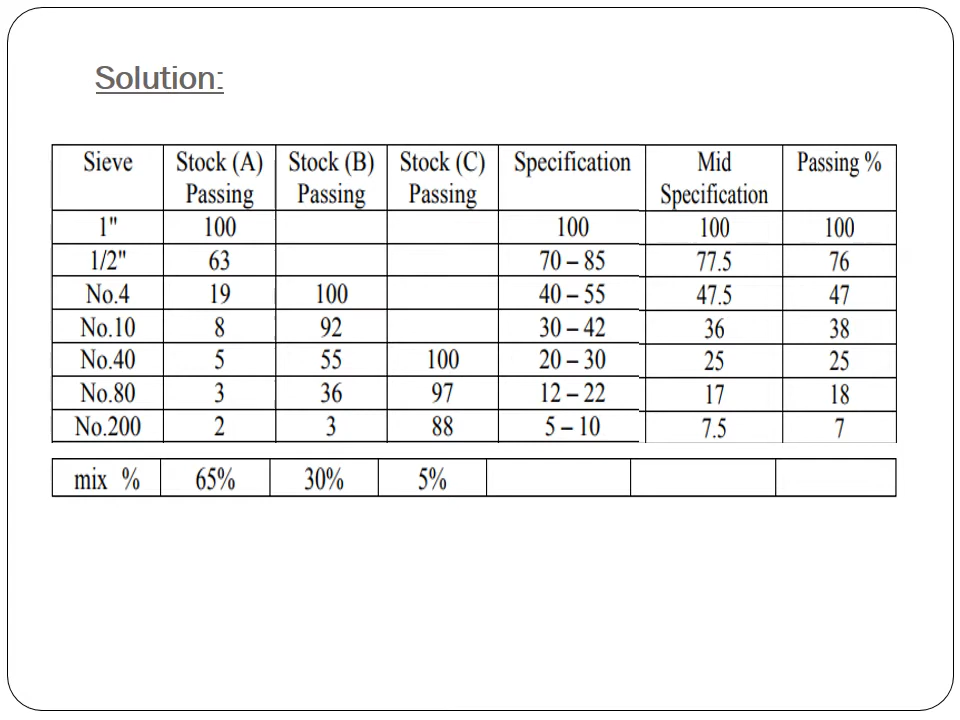 Solution:
Sieve Stock (A) Passing Stock (B) Passing Stock (C) Passing Specification Mid Specification Passing %
1" 100 100 100 100
1/2" 63 70 – 85 77.5 76
No.4 19 100 40 – 55 47.5 47
No.10 8 92 30 – 42 36 38
No.40 5 55 100 20 – 30 25 25
No.80 3 36 97 12 – 22 17 18
No.200 2 3 88 5 – 10 7.5 7
mix % 65% 30% 5%